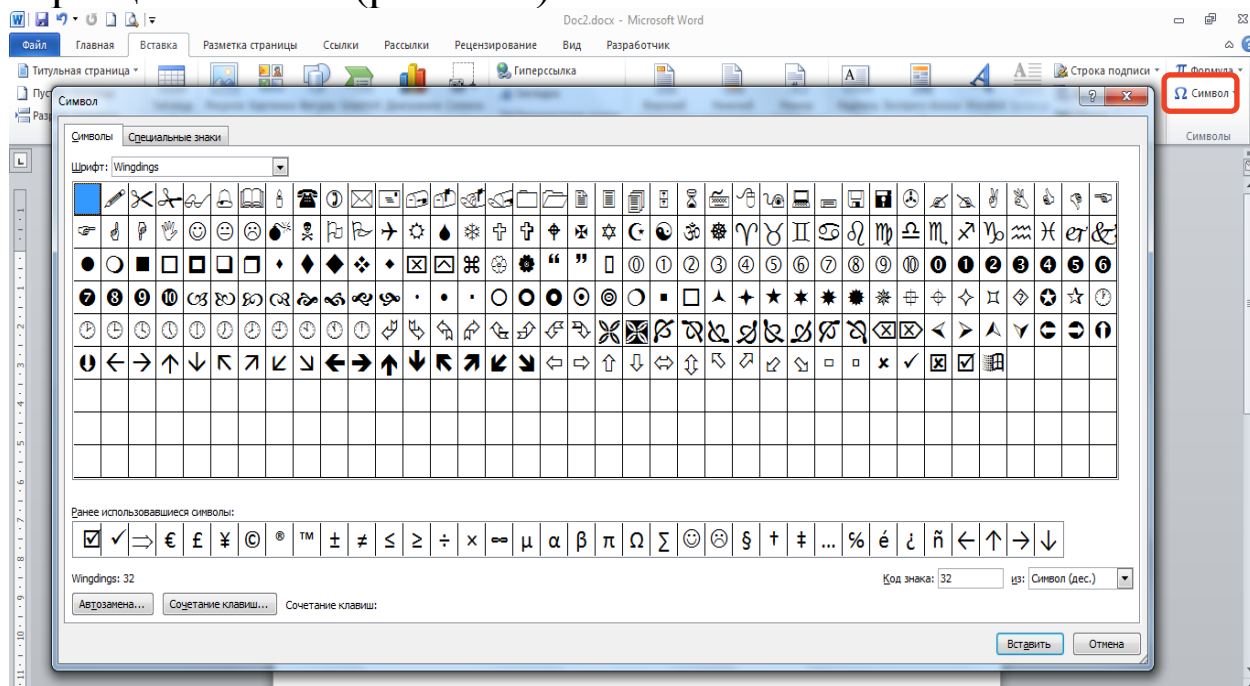 Doc2.docx - Microsoft Word
Файл Главная Вставка Разметка страницы Ссылки Рассылки Рецензирование Вид Разработчик
Титульная страница Гиперссылка Строка подписи Формула
Символ
Ω Символ
Символы
Символы Специальные знаки
Шрифт: Wingdings
Ранее использовавшиеся символы:
☑ ✓ ⇒ € £ ¥ © ® ™ ± ≠ ≤ ≥ ÷ × ∞ µ α β π Ω ∑ ☺ ☹ § † ‡ ... % é ¿ ñ ← ↑ → ↓
Wingdings: 32
Код знака: 32 из: Символ (дес.)
Автозамена... Сочетание клавиш... Сочетание клавиш:
Вставить Отмена